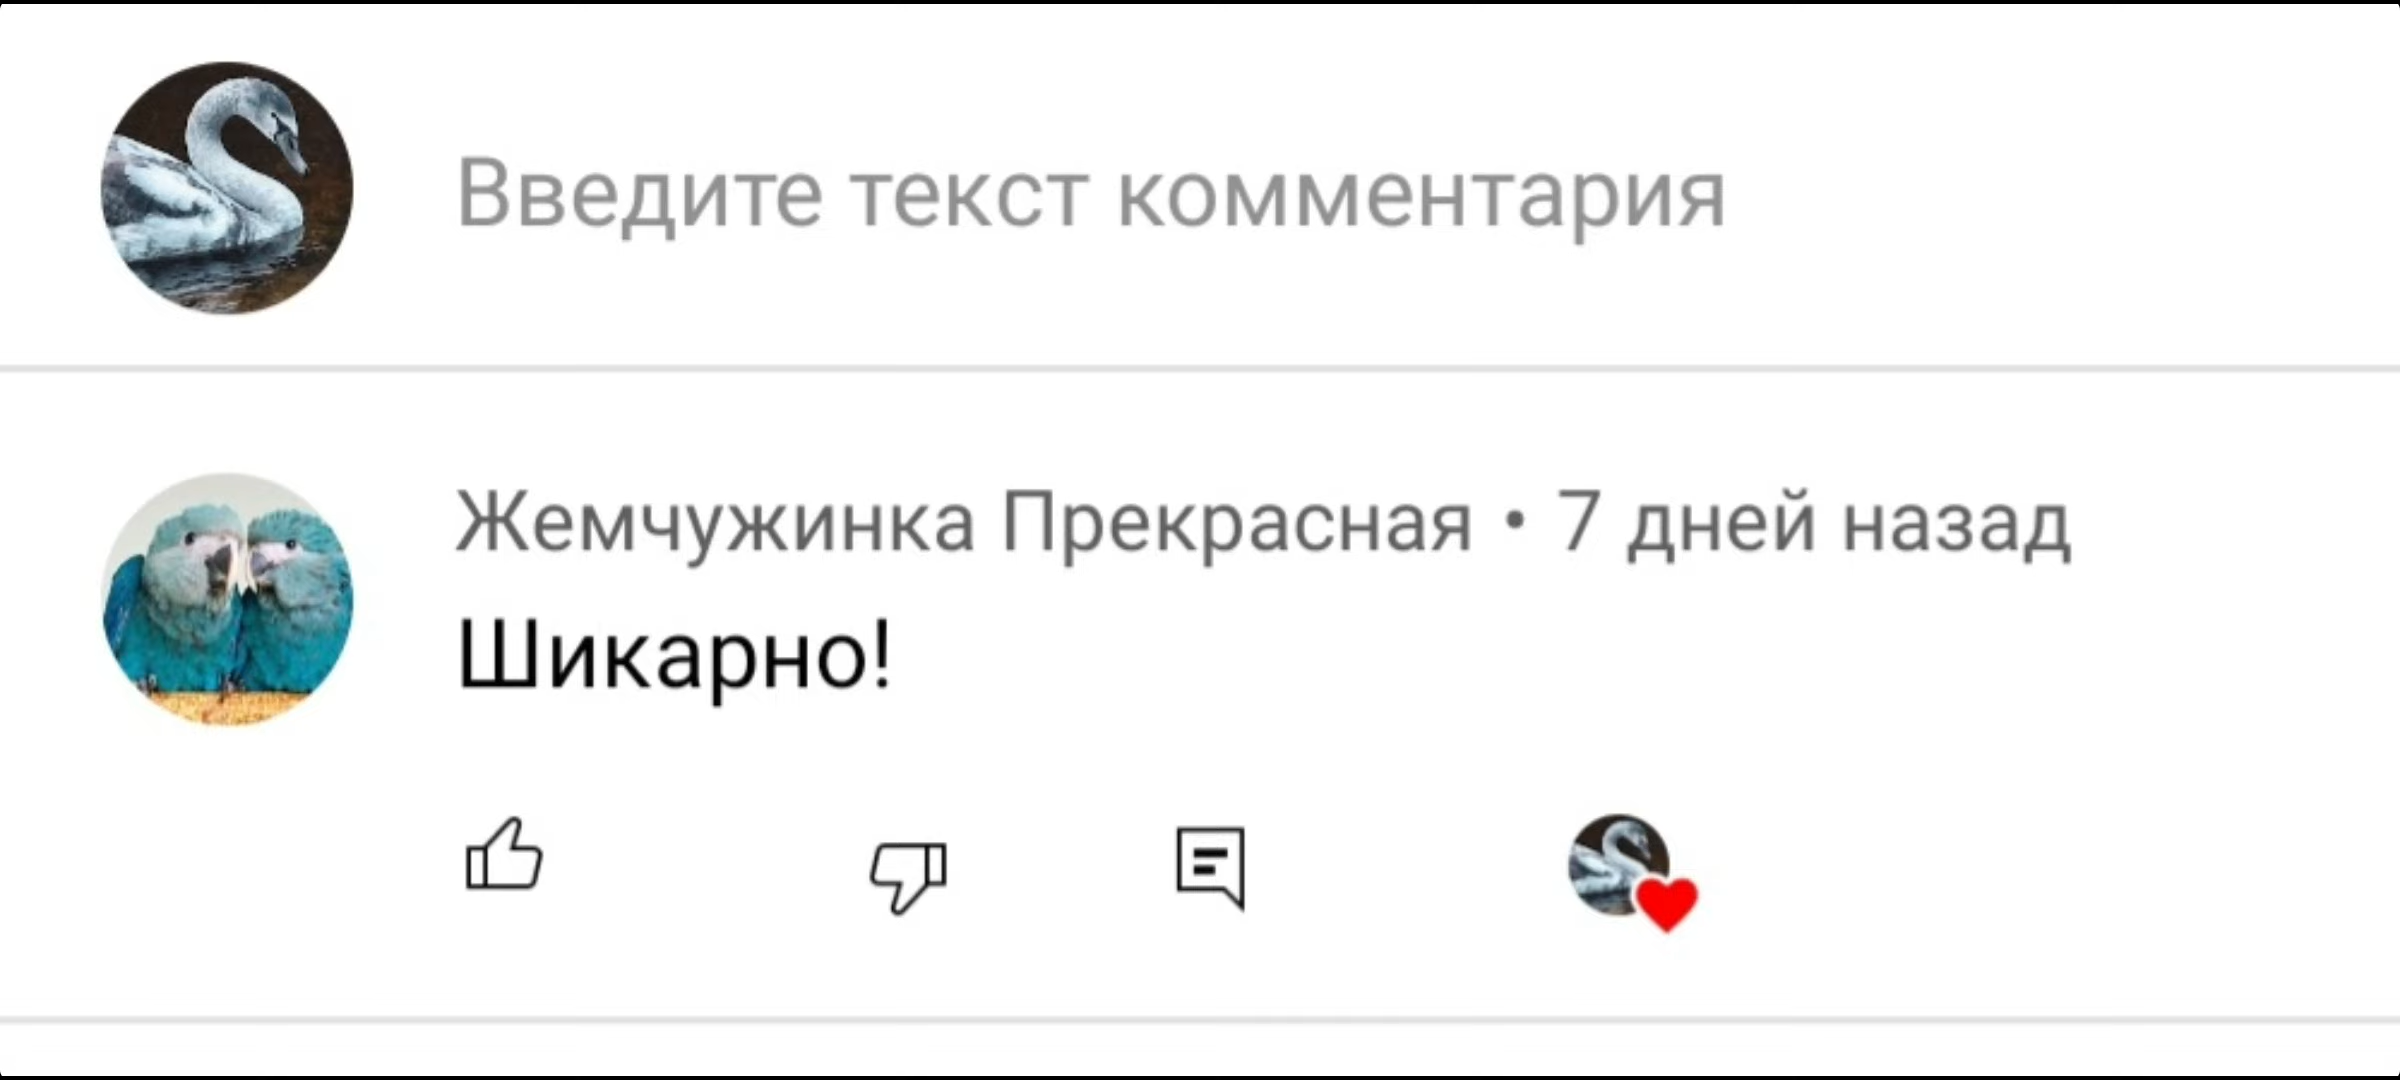 Введите текст комментария
Жемчужинка Прекрасная • 7 дней назад
Шикарно!